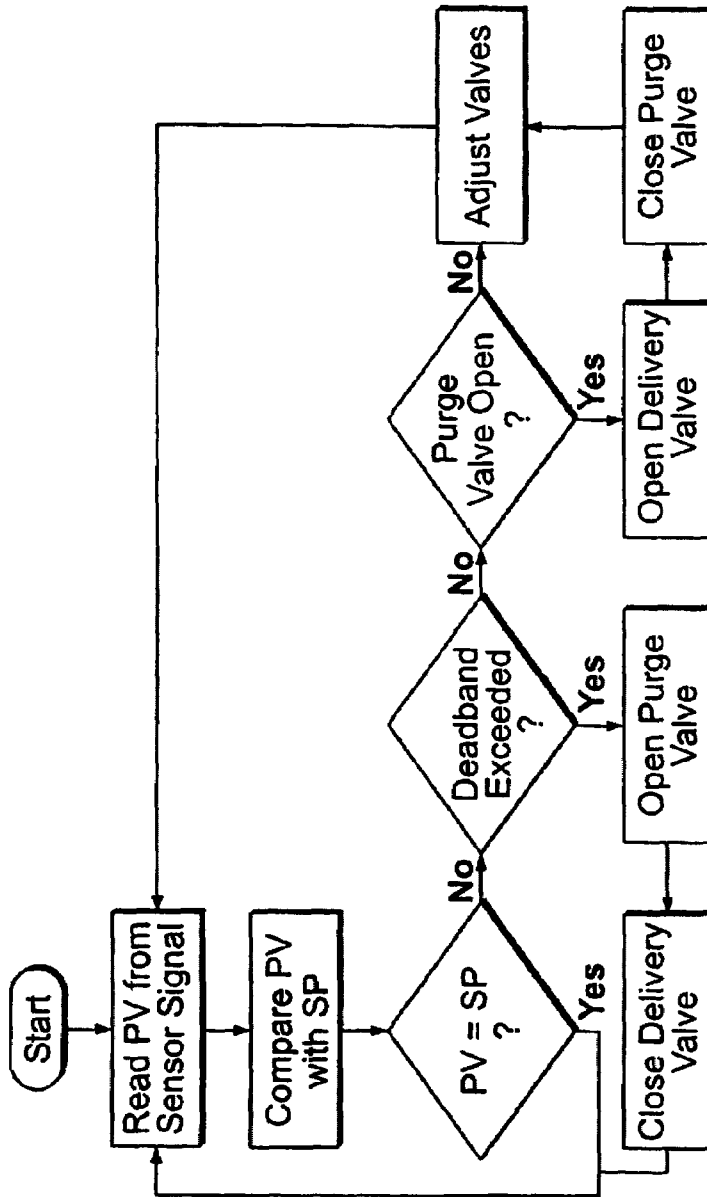 Start
Read PV from
Sensor Signal
Compare PV
with SP
PV = SP
?
No
Yes
Deadband
Exceeded
?
No
Yes
Purge
Valve Open
?
No
Yes
Adjust Valves
Close Delivery
Valve
Open Purge
Valve
Open Delivery
Valve
Close Purge
Valve